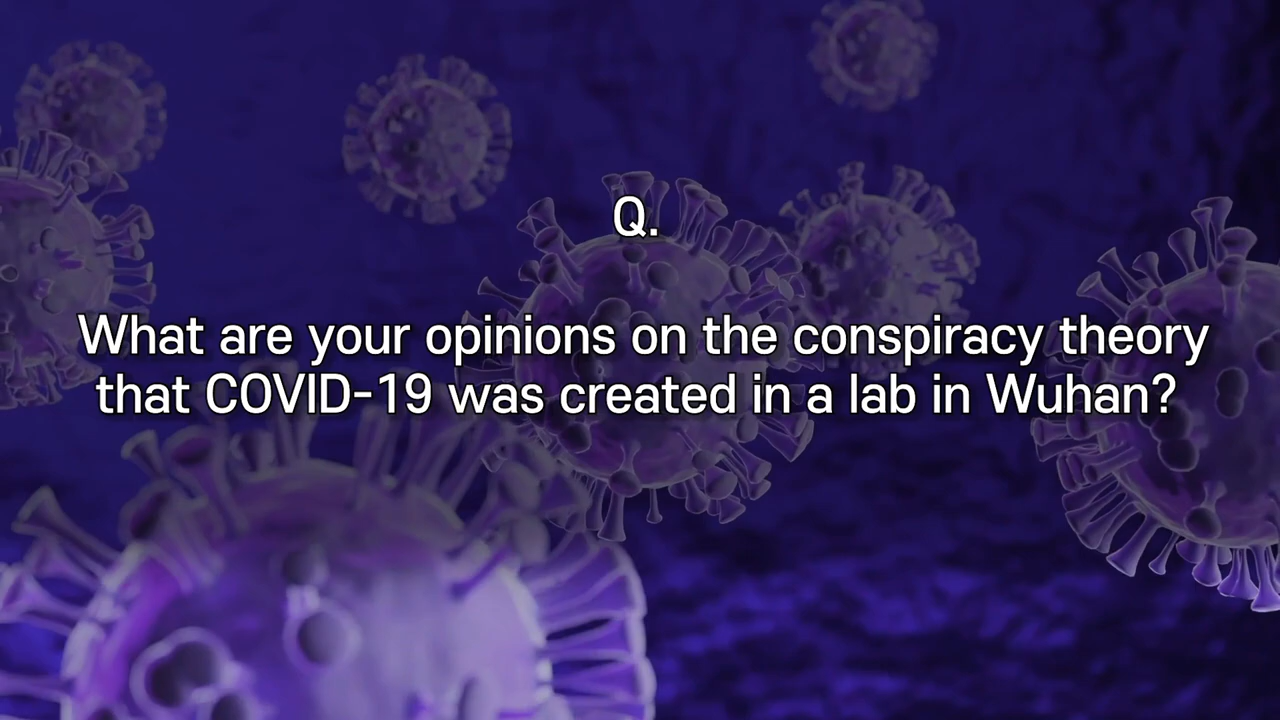 Q.
What are your opinions on the conspiracy theory
that COVID-19 was created in a lab in Wuhan?